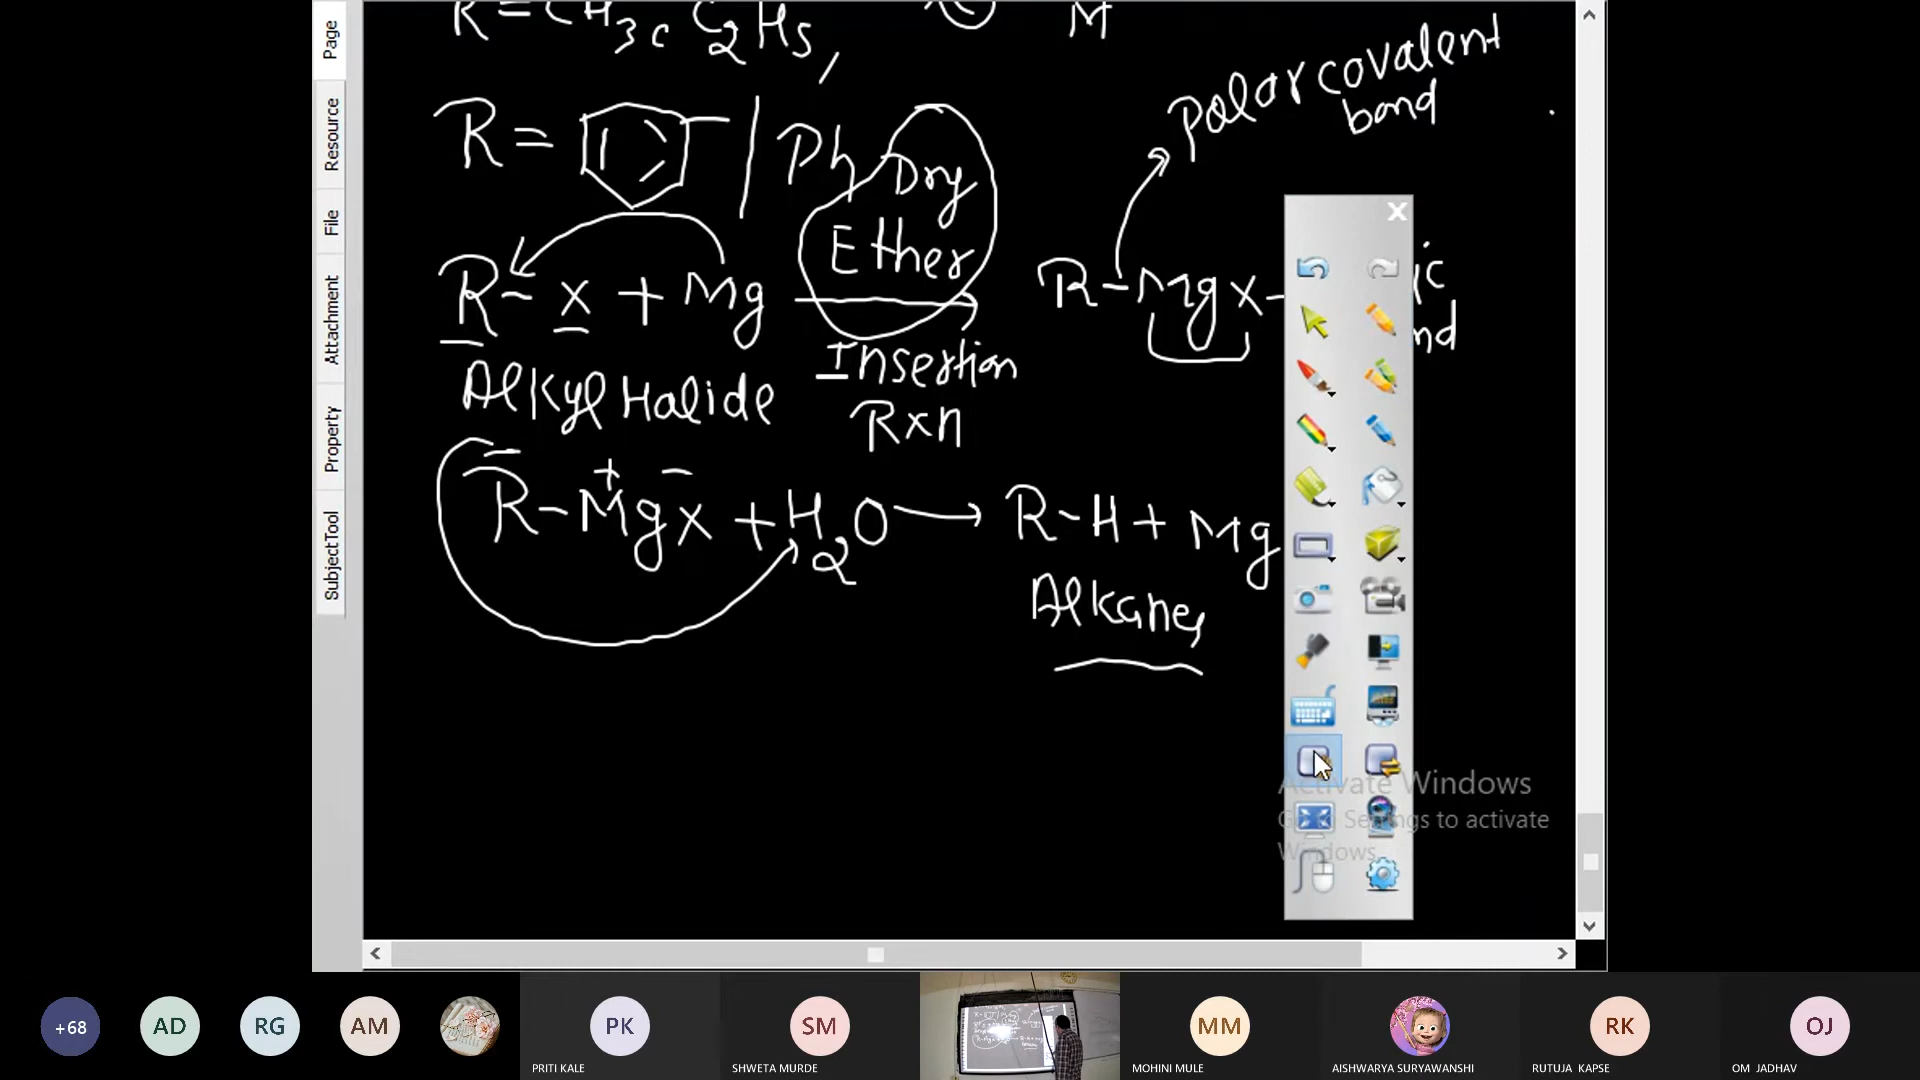 Page
Resource
File
Attachment
Property
SubjectTool
R = CH3, C2H5,
M
Polar covalent
bond
R = / Ph
Dry
Ether
R - X + Mg
R - Mg X -
ic
nd
Insertion
Rxn
Alkyl Halide
- + -
R - Mg X + H2O → R - H + Mg
Alkanes
X
Activate Windows
Go to Settings to activate
Windows.
+68
AD
RG
AM
PK
PRITI KALE
SM
SHWETA MURDE
MM
MOHINI MULE
AISHWARYA SURYAWANSHI
RK
RUTUJA KAPSE
OJ
OM JADHAV